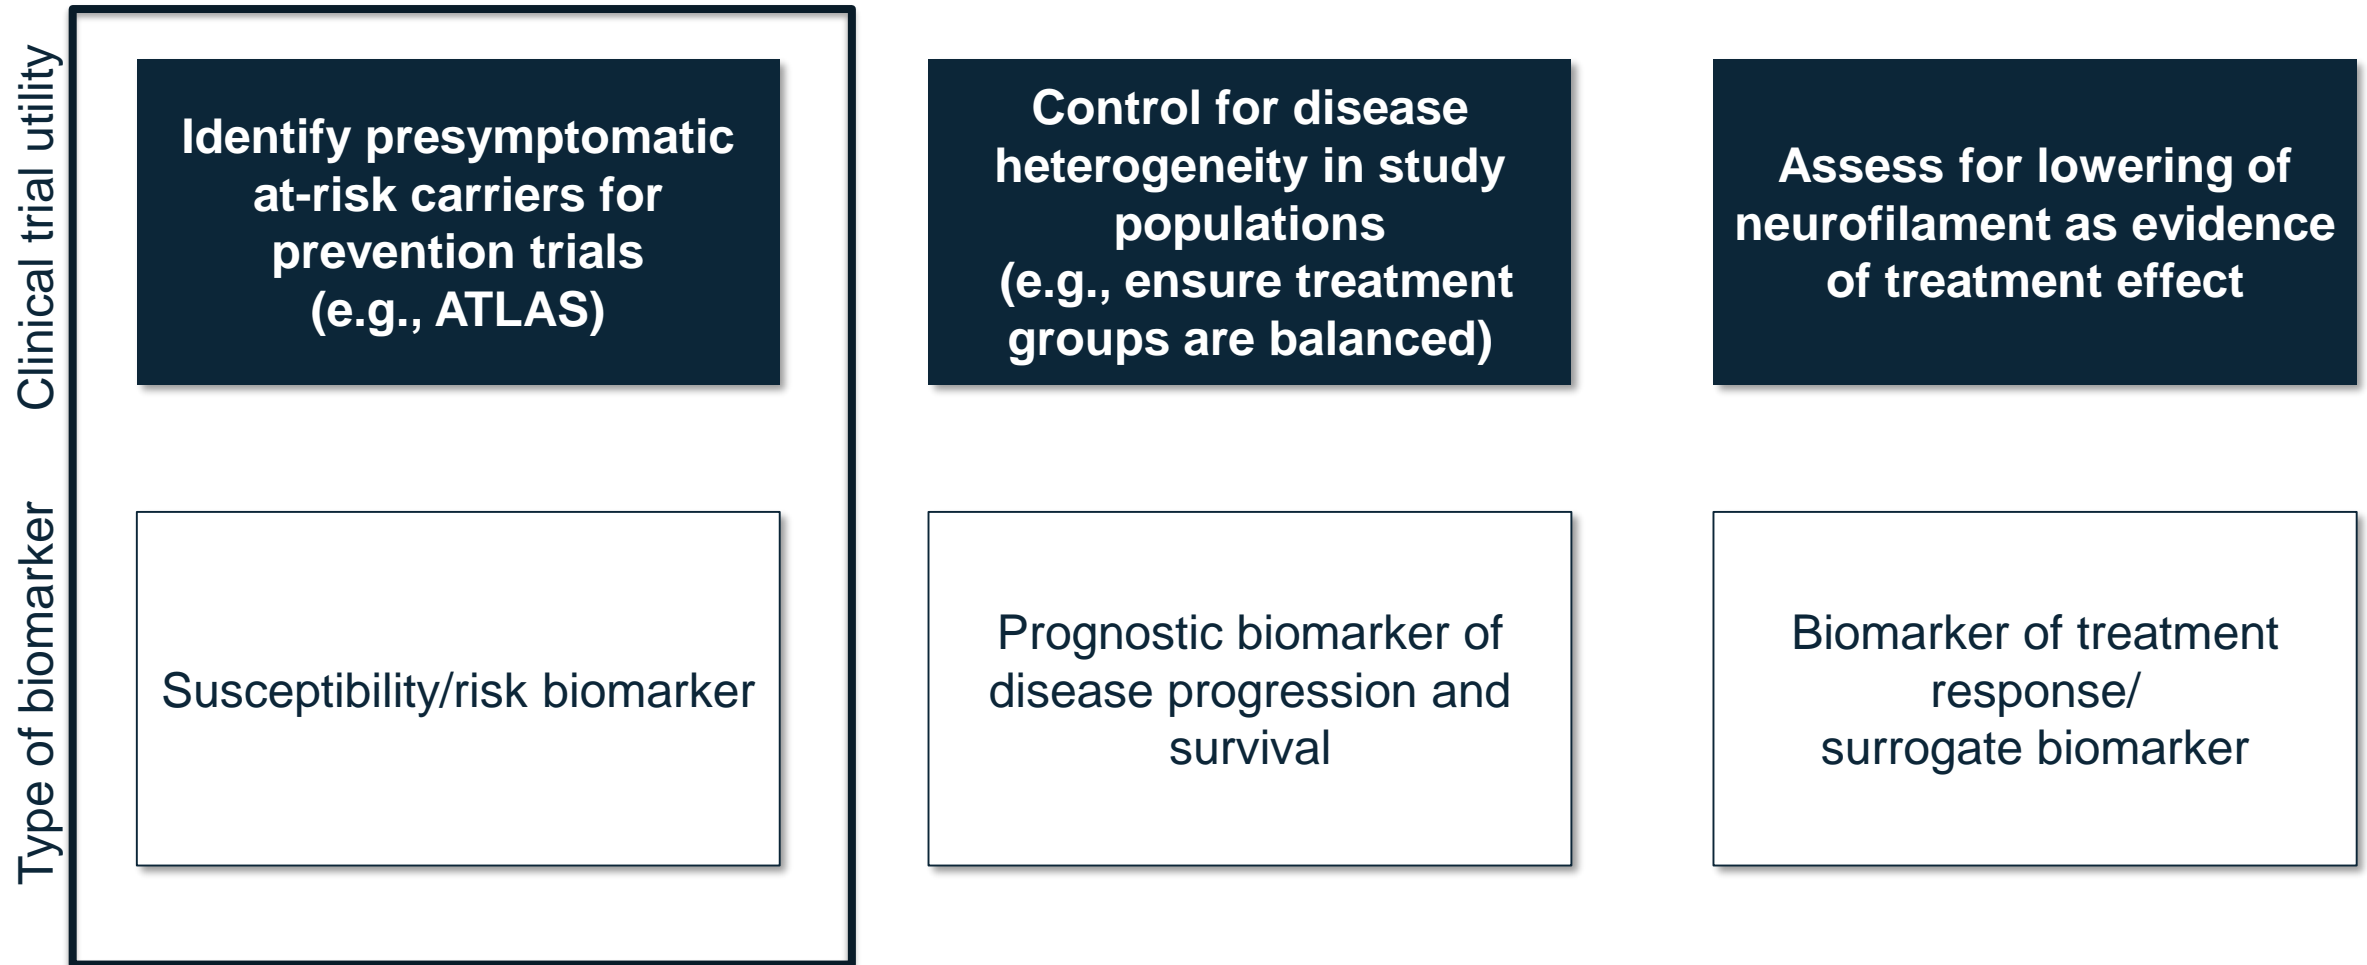 Clinical trial utility
Identify presymptomatic
at-risk carriers for
prevention trials
(e.g., ATLAS)
Control for disease
heterogeneity in study
populations
(e.g., ensure treatment
groups are balanced)
Assess for lowering of
neurofilament as evidence
of treatment effect
Type of biomarker
Susceptibility/risk biomarker
Prognostic biomarker of
disease progression and
survival
Biomarker of treatment
response/
surrogate biomarker